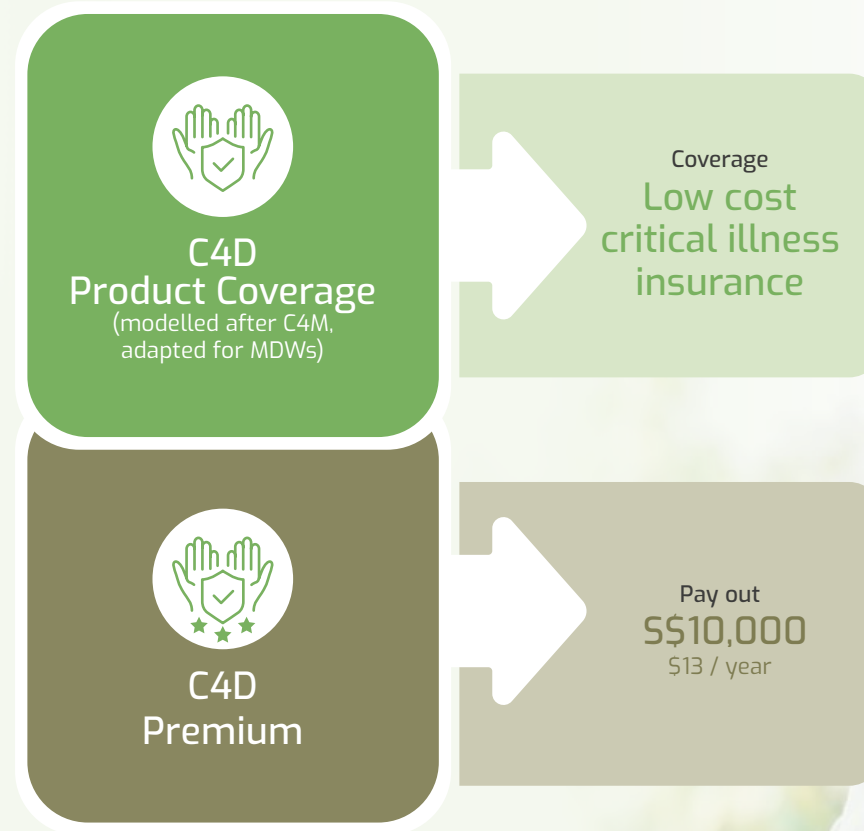 C4D
Product Coverage
(modelled after C4M,
adapted for MDWs)
Coverage
Low cost
critical illness
insurance
C4D
Premium
Pay out
S$10,000
$13 / year